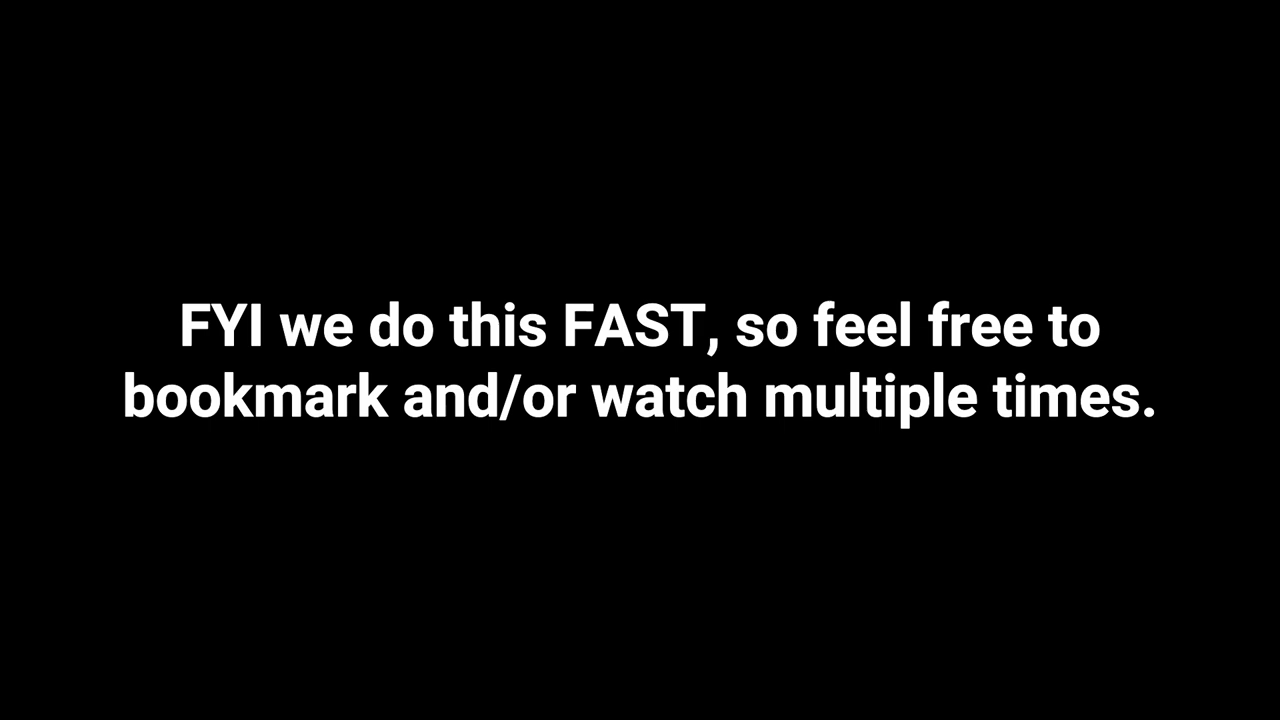 FYI we do this FAST, so feel free to
bookmark and/or watch multiple times.